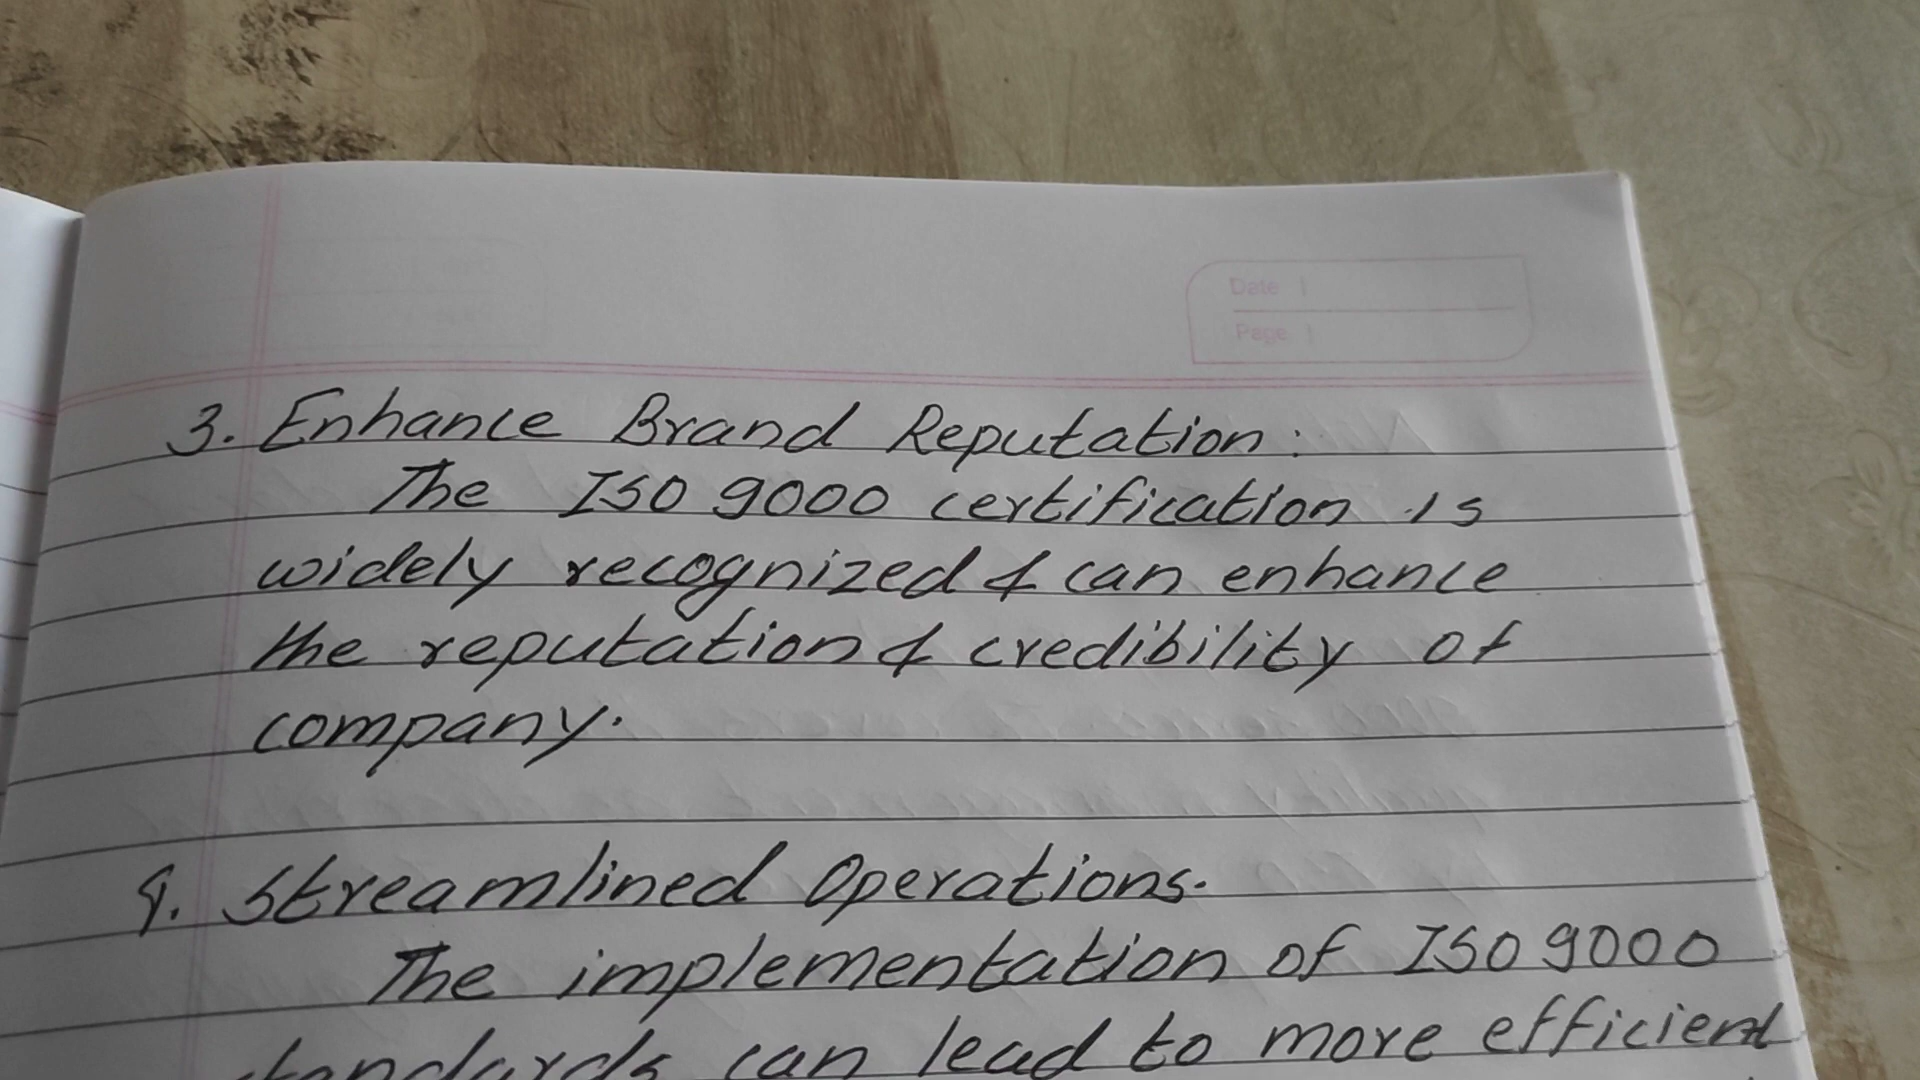 Date
Page
3. Enhance Brand Reputation:
The ISO 9000 certification is
widely recognized & can enhance
the reputation & credibility of
company.
4. Streamlined Operations.
The implementation of ISO 9000
standards can lead to more efficient